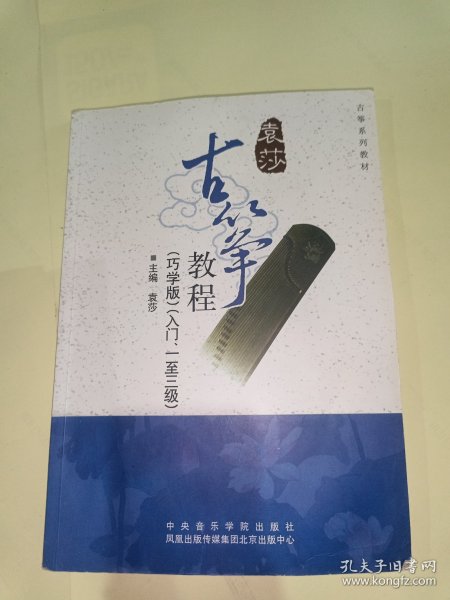 古筝系列教材
袁莎
古筝
教程
(巧学版)(入门、一至三级)
■主编 袁莎
中央音乐学院出版社
凤凰出版传媒集团北京出版中心
孔夫子旧书网
www.kongfz.com